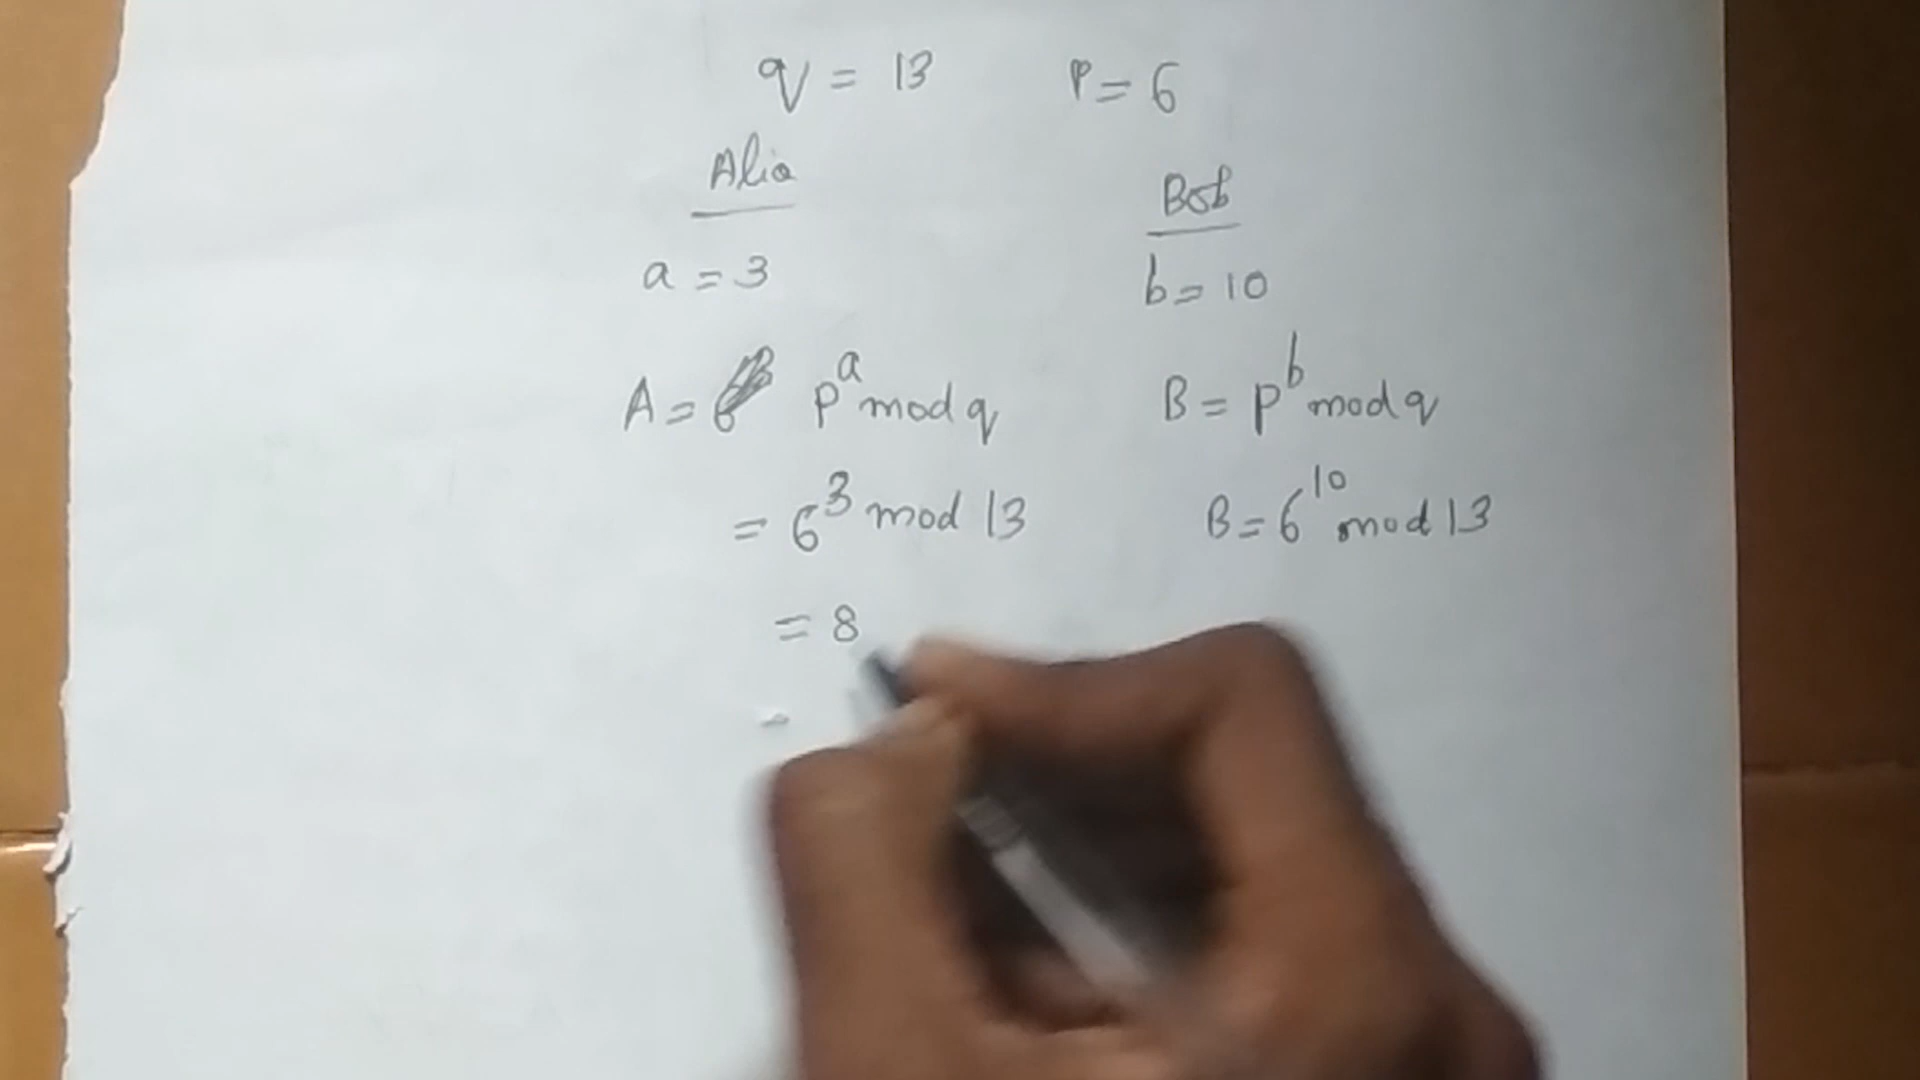 q = 13 P = 6
Alia Bob
a = 3 b = 10
A = P^a mod q B = P^b mod q
= 6^3 mod 13 B = 6^10 mod 13
= 8